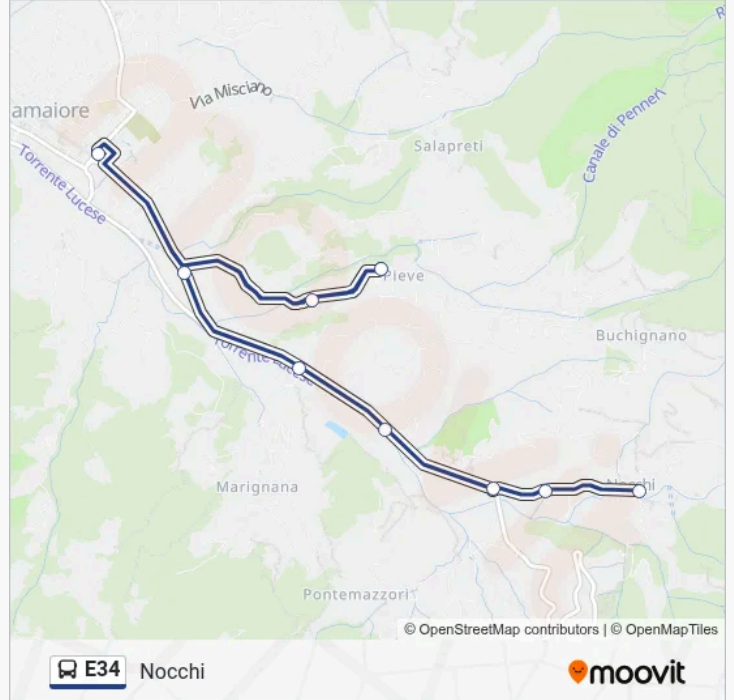 R
Via Misciano
amaiore
Canale di Penneri
Salapreti
Torrente Lucese
Pieve
Buchignano
Torrente Lucese
Nocchi
Marignana
Pontemazzori
© OpenStreetMap contributors | © OpenMapTiles
E34 Nocchi
moovit